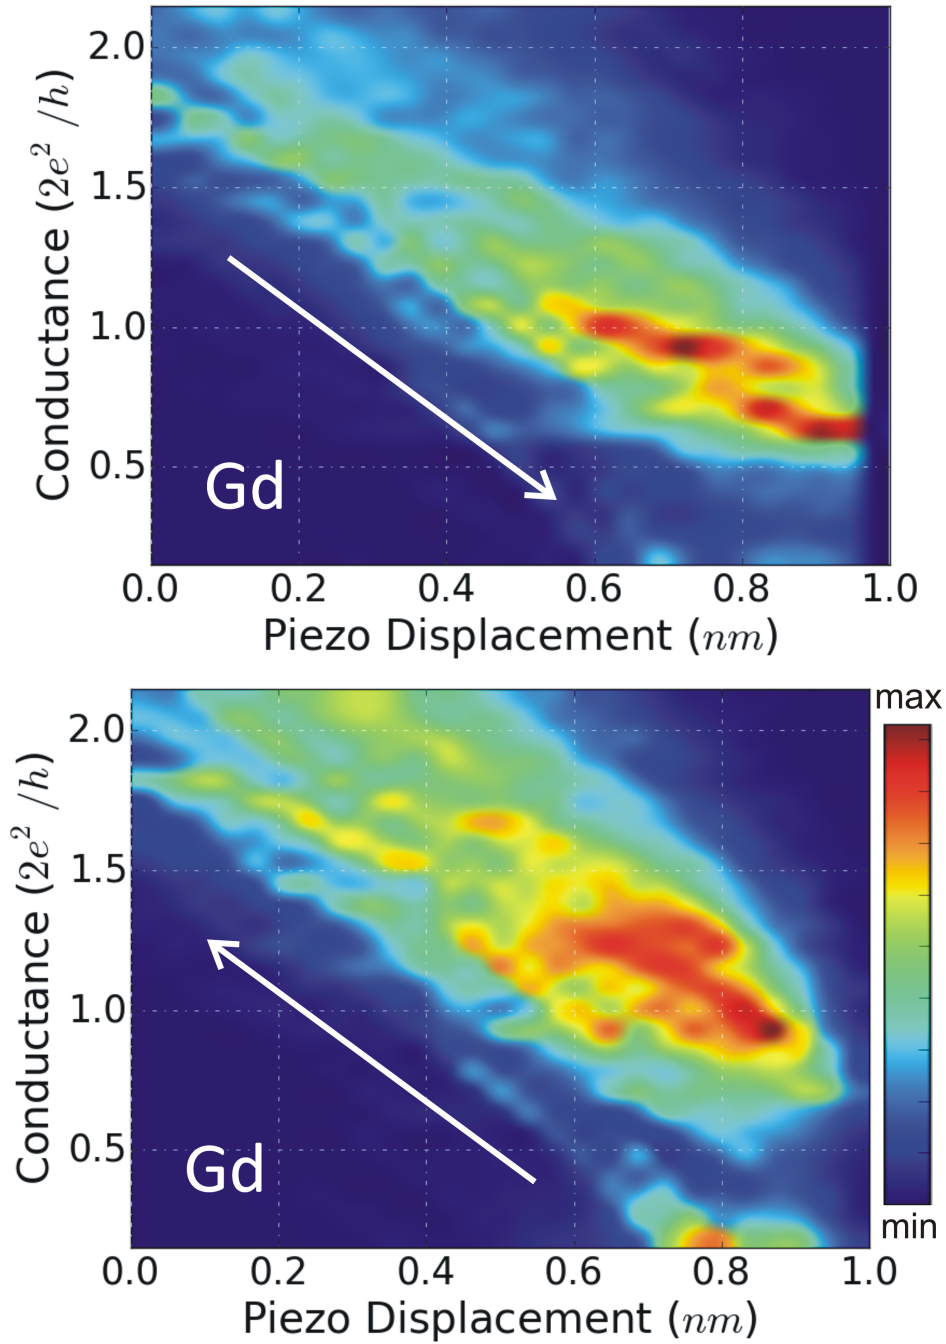 2.0
1.5
1.0
0.5
Conductance (2e² /h)
Gd
0.0 0.2 0.4 0.6 0.8 1.0
Piezo Displacement (nm)
max
2.0
1.5
1.0
0.5
Conductance (2e² /h)
Gd
min
0.0 0.2 0.4 0.6 0.8 1.0
Piezo Displacement (nm)